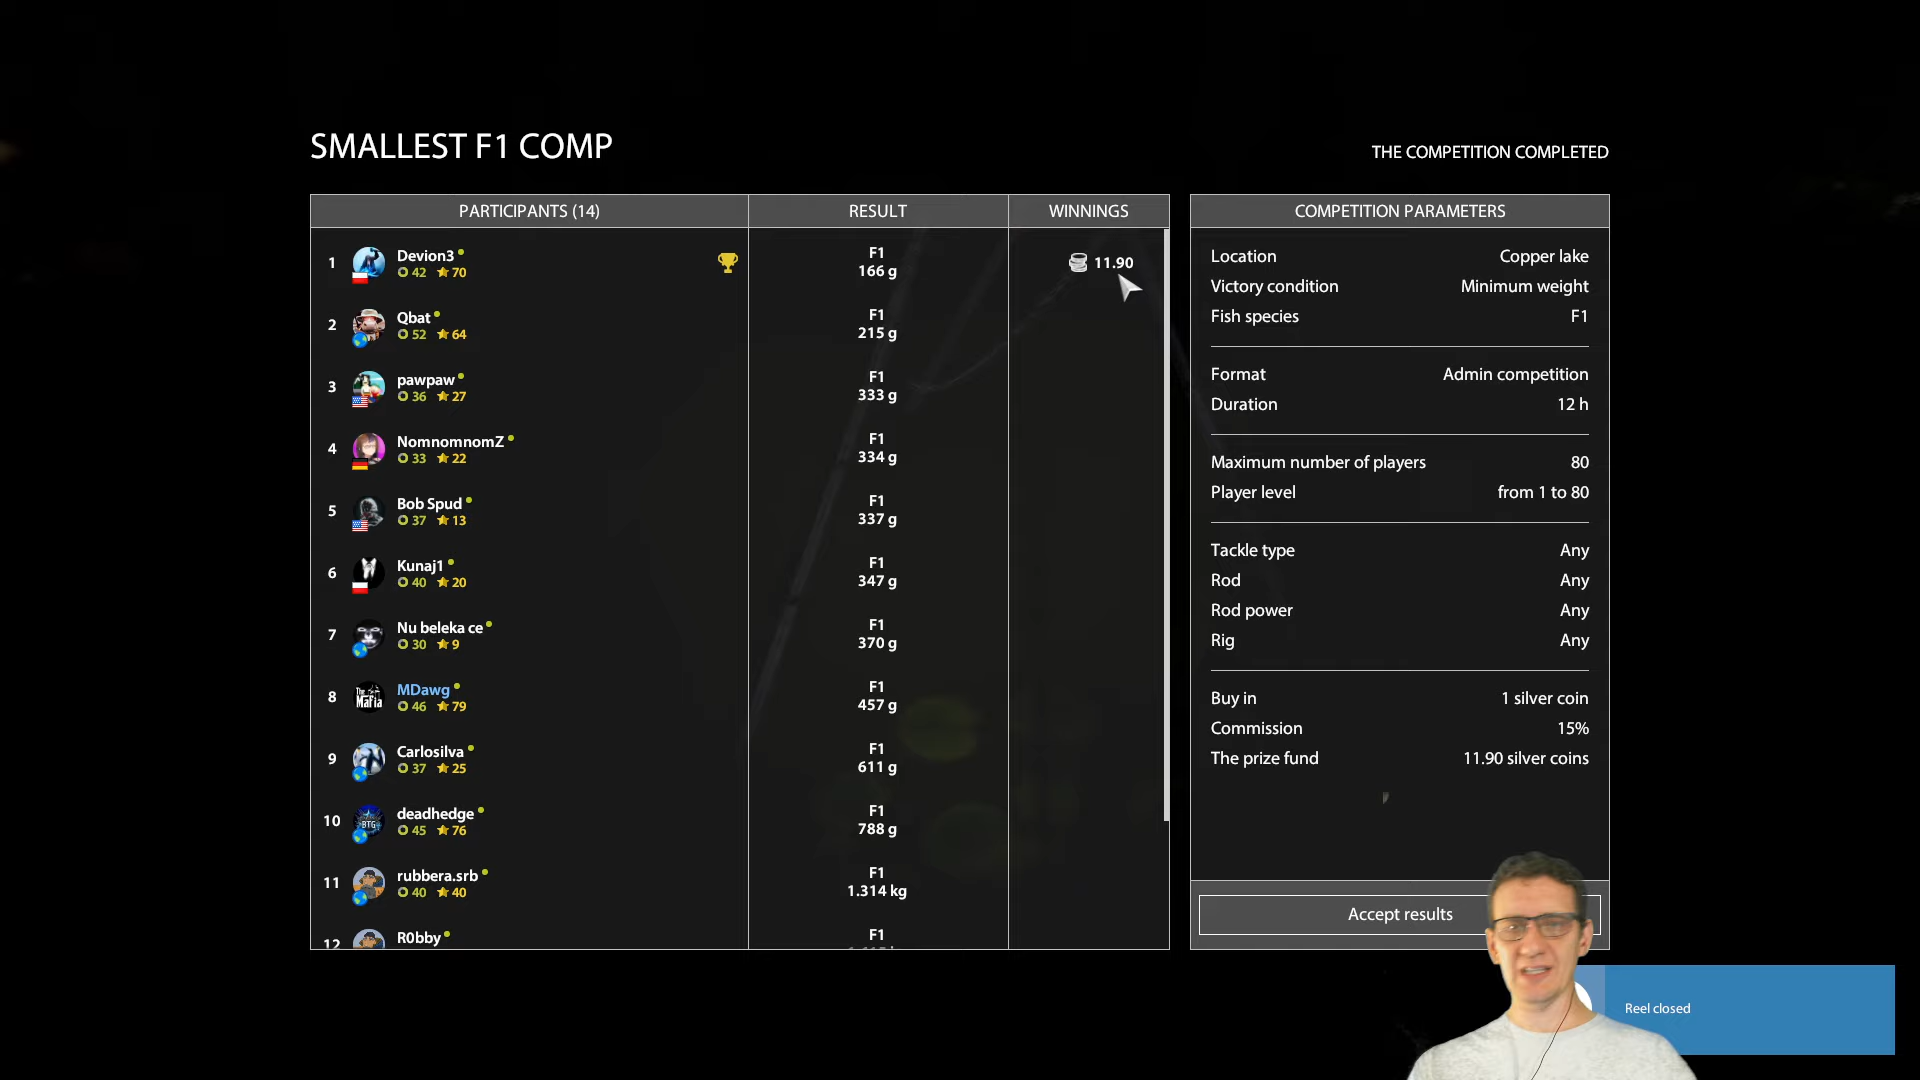 SMALLEST F1 COMP
THE COMPETITION COMPLETED
PARTICIPANTS (14)
RESULT
WINNINGS
1
Devion3
42 70
F1
166 g
11.90
2
Qbat
52 64
F1
215 g
3
pawpaw
36 27
F1
333 g
4
NomnomnomZ
33 22
F1
334 g
5
Bob Spud
37 13
F1
337 g
6
Kunaj1
40 20
F1
347 g
7
Nu beleka ce
30 9
F1
370 g
8
The Mafia
MDawg
46 79
F1
457 g
9
Carlosilva
37 25
F1
611 g
10
BTG
deadhedge
45 76
F1
788 g
11
rubbera.srb
40 40
F1
1.314 kg
12
R0bby
F1
COMPETITION PARAMETERS
Location Copper lake
Victory condition Minimum weight
Fish species F1
Format Admin competition
Duration 12 h
Maximum number of players 80
Player level from 1 to 80
Tackle type Any
Rod Any
Rod power Any
Rig Any
Buy in 1 silver coin
Commission 15%
The prize fund 11.90 silver coins
Accept results
Reel closed